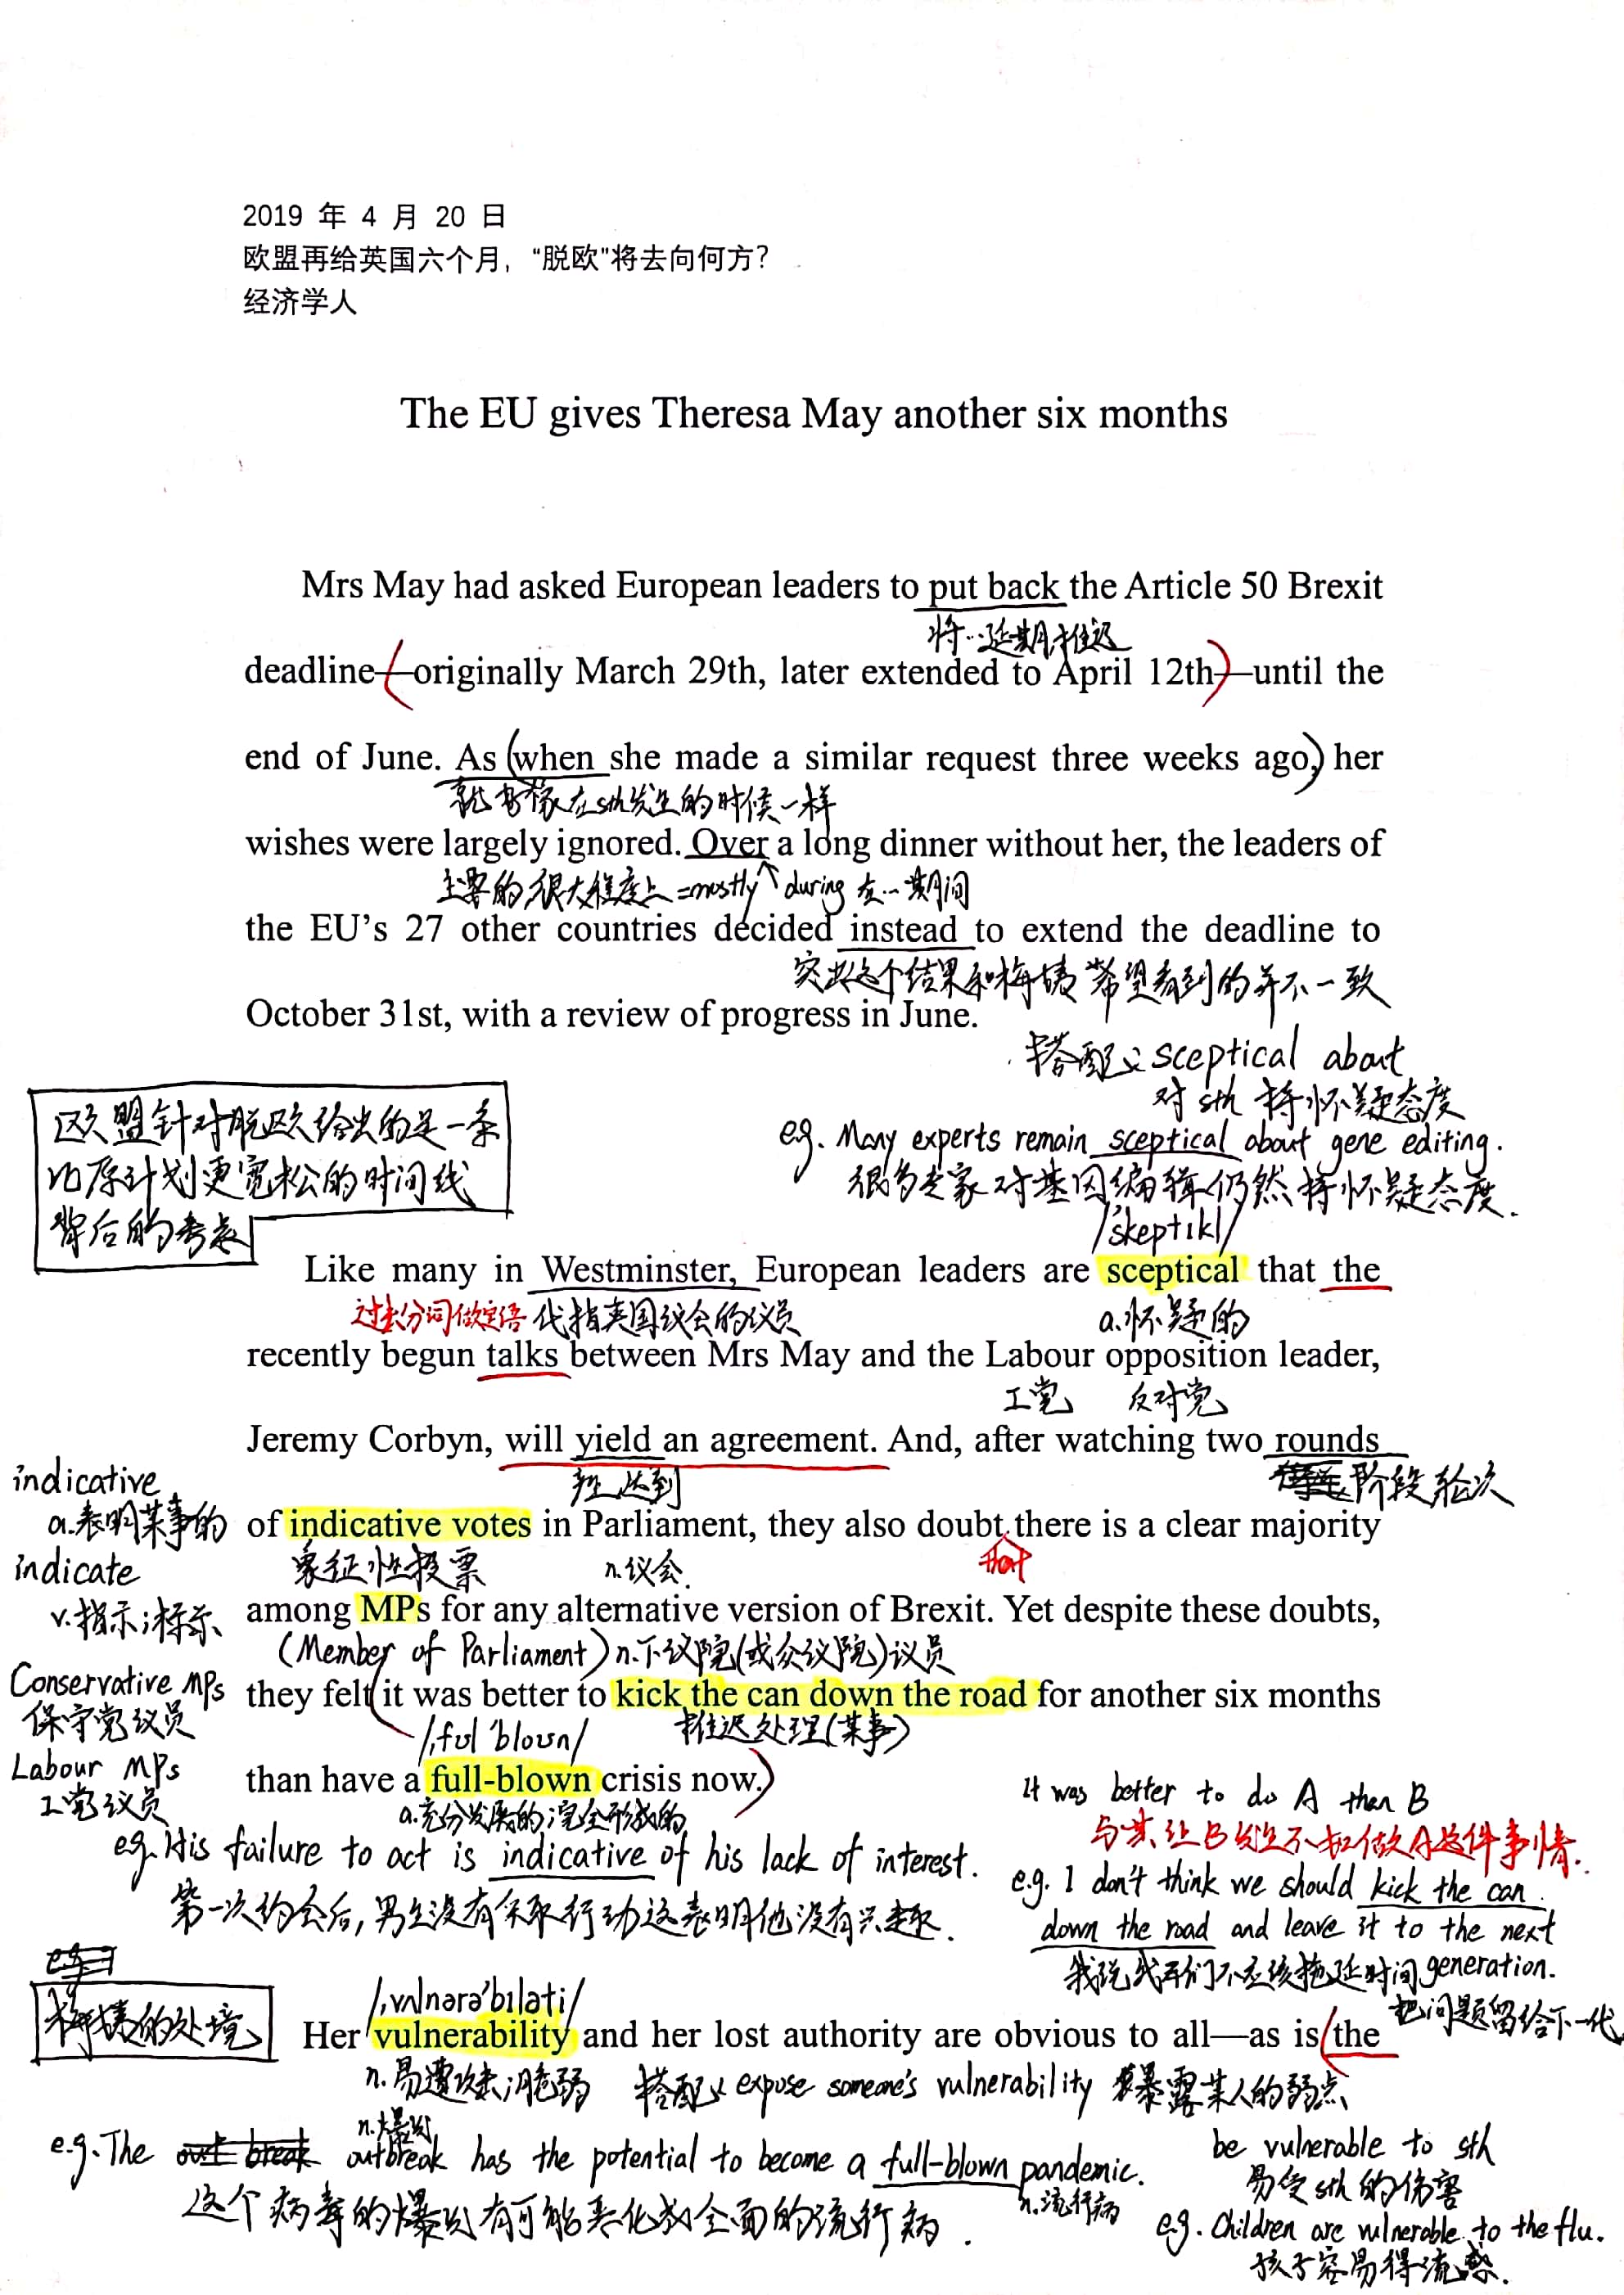 2019 年 4 月 20 日
欧盟再给英国六个月，“脱欧”将去向何方？
经济学人
The EU gives Theresa May another six months
Mrs May had asked European leaders to put back the Article 50 Brexit
将…延期推迟
deadline—originally March 29th, later extended to April 12th—until the
end of June. As when she made a similar request three weeks ago, her
就像在sth发生的时候一样
wishes were largely ignored. Over a long dinner without her, the leaders of
主要的 很大程度上 =mostly during 在…期间
the EU’s 27 other countries decided instead to extend the deadline to
突出这个结果和梅姨希望看到的并不一致
October 31st, with a review of progress in June.
搭配: sceptical about
对 sth 持怀疑态度
e.g. Many experts remain sceptical about gene editing.
很多专家对基因编辑仍然持怀疑态度.
欧盟针对脱欧给出的是一条
比原计划更宽松的时间线
背后的考虑
/ˈskeptɪkl/
Like many in Westminster, European leaders are sceptical that the
过去分词做定语 代指英国议会的议员
a.怀疑的
recently begun talks between Mrs May and the Labour opposition leader,
工党 反对党
Jeremy Corbyn, will yield an agreement. And, after watching two rounds
达到
阶段 轮次
indicative
a.表明某事的
of indicative votes in Parliament, they also doubt there is a clear majority
that
象征性投票 n.议会
indicate
v.指示;标示
among MPs for any alternative version of Brexit. Yet despite these doubts,
(Member of Parliament) n.下议院(或众议院)议员
Conservative MPs
保守党议员
they felt it was better to kick the can down the road for another six months
/ˌfʊl ˈbloʊn/ 推迟处理(某事)
Labour MPs
工党议员
than have a full-blown crisis now.
a.充分发展的;完全形成的
It was better to do A than B
与其让B发生不如做A这件事情.
e.g. His failure to act is indicative of his lack of interest.
第一次约会后,男生没有采取行动这表明他没有兴趣.
e.g. I don't think we should kick the can
down the road and leave it to the next
generation.
我说我们不应该拖延时间
把问题留给下一代
梅姨的处境
/ˌvʌlnərəˈbɪləti/
Her vulnerability and her lost authority are obvious to all—as is the
n.易遭攻击;脆弱 搭配: expose someone's vulnerability 暴露某人的弱点
n.爆发
e.g. The outbreak has the potential to become a full-blown pandemic.
n.流行病
这个病毒的爆发有可能恶化成全面的流行病.
be vulnerable to sth
易受sth的伤害
e.g. Children are vulnerable to the flu.
孩子容易得流感.